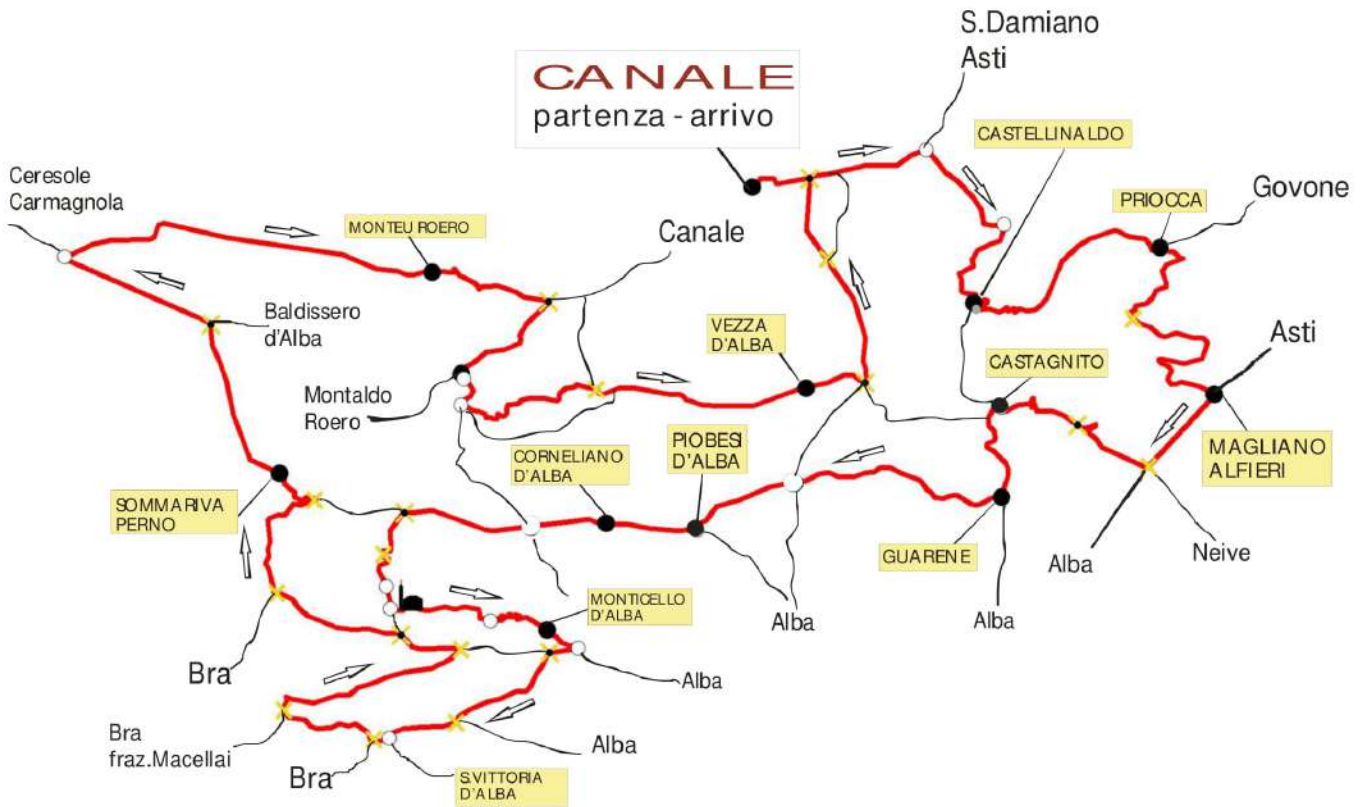 S.Damiano
Asti
CANALE
partenza - arrivo
CASTELLINALDO
Ceresole
Carmagnola
PRIOCCA
Govone
MONTEU ROERO
Canale
Baldissero
d'Alba
VEZZA
D'ALBA
Asti
CASTAGNITO
Montaldo
Roero
PIOBESI
D'ALBA
CORNELIANO
D'ALBA
MAGLIANO
ALFIERI
SOMMARIVA
PERNO
GUARENE
Alba
Neive
MONTICELLO
D'ALBA
Alba
Alba
Bra
Alba
Bra
fraz.Macellai
Alba
Bra
S.VITTORIA
D'ALBA